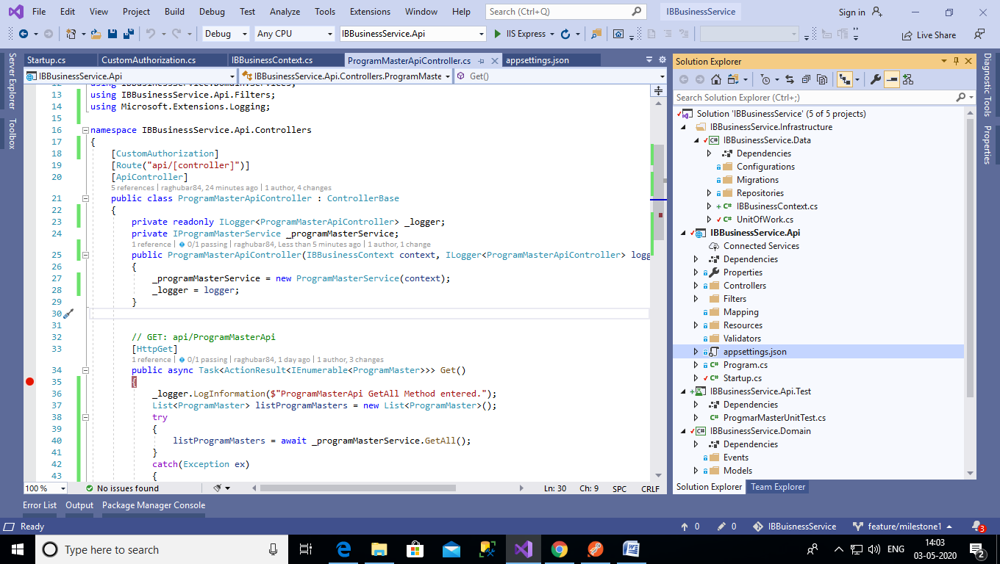 File Edit View Project Build Debug Test Analyze Tools Extensions Window Help Search (Ctrl+Q) IBBusinessService Sign in
Debug Any CPU IBBusinessService.Api IIS Express Live Share
Server Explorer
Toolbox
Startup.cs CustomAuthorization.cs IBBusinessContext.cs ProgramMasterApiController.cs appsettings.json
IBBusinessService.Api IBBusinessService.Api.Controllers.ProgramMaste Get()
12 using IBBusinessService.Domain.Services;
13 using IBBusinessService.Api.Filters;
14 using Microsoft.Extensions.Logging;
15
16 namespace IBBusinessService.Api.Controllers
17 {
18 [CustomAuthorization]
19 [Route("api/[controller]")]
20 [ApiController]
5 references | raghubar84, 24 minutes ago | 1 author, 4 changes
21 public class ProgramMasterApiController : ControllerBase
22 {
23 private readonly ILogger<ProgramMasterApiController> _logger;
24 private IProgramMasterService _programMasterService;
1 reference | 0/1 passing | raghubar84, Less than 5 minutes ago | 1 author, 1 change
25 public ProgramMasterApiController(IBBusinessContext context, ILogger<ProgramMasterApiController> logg
26 {
27 _programMasterService = new ProgramMasterService(context);
28 _logger = logger;
29 }
30
31
32 // GET: api/ProgramMasterApi
33 [HttpGet]
1 reference | 0/1 passing | raghubar84, 1 day ago | 1 author, 3 changes
34 public async Task<ActionResult<IEnumerable<ProgramMaster>>> Get()
35 {
36 _logger.LogInformation($"ProgramMasterApi GetAll Method entered.");
37 List<ProgramMaster> listProgramMasters = new List<ProgramMaster>();
38 try
39 {
40 listProgramMasters = await _programMasterService.GetAll();
41 }
42 catch(Exception ex)
43 {
100 % No issues found Ln: 30 Ch: 9 SPC CRLF
Solution Explorer
Search Solution Explorer (Ctrl+;)
Solution 'IBBusinessService' (5 of 5 projects)
IBBusinessService.Infrastructure
IBBusinessService.Data
Dependencies
Configurations
Migrations
Repositories
IBBusinessContext.cs
UnitOfWork.cs
IBBusinessService.Api
Connected Services
Dependencies
Properties
Controllers
Filters
Mapping
Resources
Validators
appsettings.json
Program.cs
Startup.cs
IBBusinessService.Api.Test
Dependencies
ProgmarMasterUnitTest.cs
IBBusinessService.Domain
Dependencies
Events
Models
Solution Explorer Team Explorer
Diagnostic Tools
Properties
Error List Output Package Manager Console
Ready 0 0 IBBuisnessService feature/milestone1 3
Type here to search ENG 14:03
03-05-2020 2